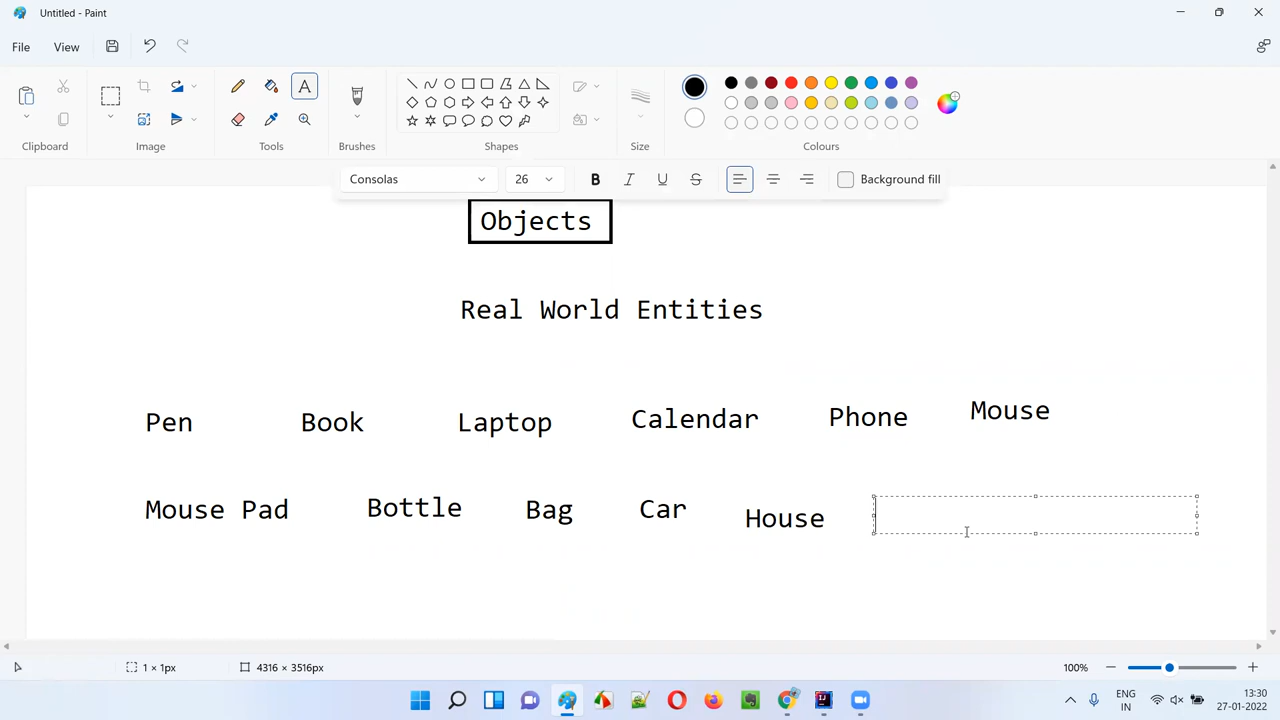 Untitled - Paint
File View
Clipboard Image Tools Brushes Shapes Size Colours
Consolas 26 B I U S Background fill
Objects
Real World Entities
Pen Book Laptop Calendar Phone Mouse
Mouse Pad Bottle Bag Car House
1 × 1px 4316 × 3516px 100%
ENG 13:30
IN 27-01-2022